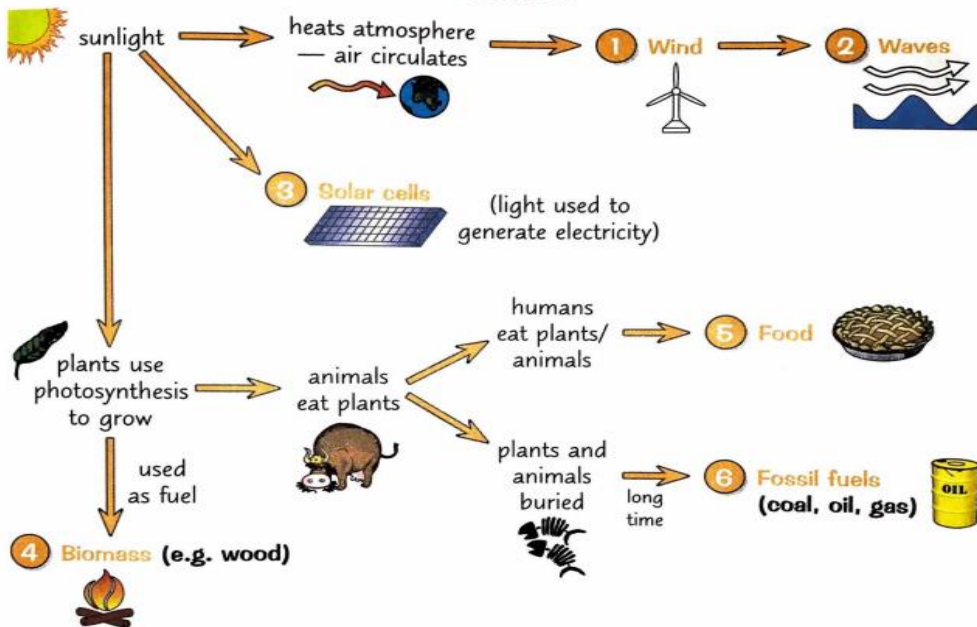 sunlight
heats atmosphere
— air circulates
1 Wind
2 Waves
3 Solar cells
(light used to
generate electricity)
plants use
photosynthesis
to grow
animals
eat plants
humans
eat plants/
animals
5 Food
used
as fuel
plants and
animals
buried
long
time
6 Fossil fuels
(coal, oil, gas)
OIL
4 Biomass (e.g. wood)